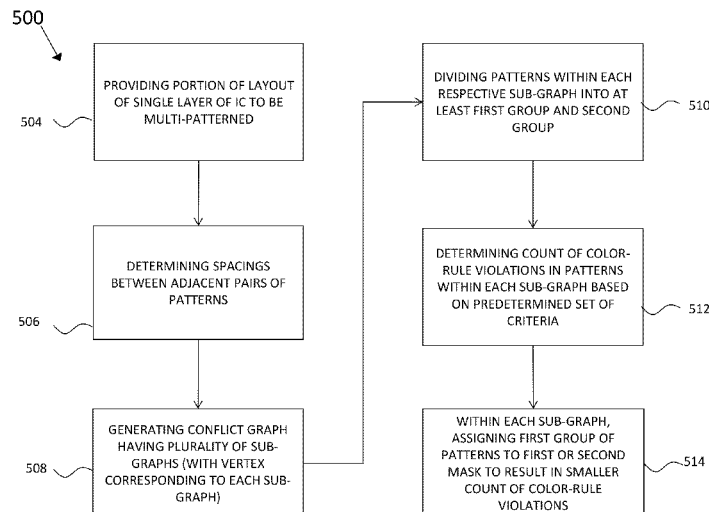 500
PROVIDING PORTION OF LAYOUT
OF SINGLE LAYER OF IC TO BE
MULTI-PATTERNED
504
DETERMINING SPACINGS
BETWEEN ADJACENT PAIRS OF
PATTERNS
506
GENERATING CONFLICT GRAPH
HAVING PLURALITY OF SUB-
GRAPHS (WITH VERTEX
CORRESPONDING TO EACH SUB-
GRAPH)
508
DIVIDING PATTERNS WITHIN EACH
RESPECTIVE SUB-GRAPH INTO AT
LEAST FIRST GROUP AND SECOND
GROUP
510
DETERMINING COUNT OF COLOR-
RULE VIOLATIONS IN PATTERNS
WITHIN EACH SUB-GRAPH BASED
ON PREDETERMINED SET OF
CRITERIA
512
WITHIN EACH SUB-GRAPH,
ASSIGNING FIRST GROUP OF
PATTERNS TO FIRST OR SECOND
MASK TO RESULT IN SMALLER
COUNT OF COLOR-RULE
VIOLATIONS
514